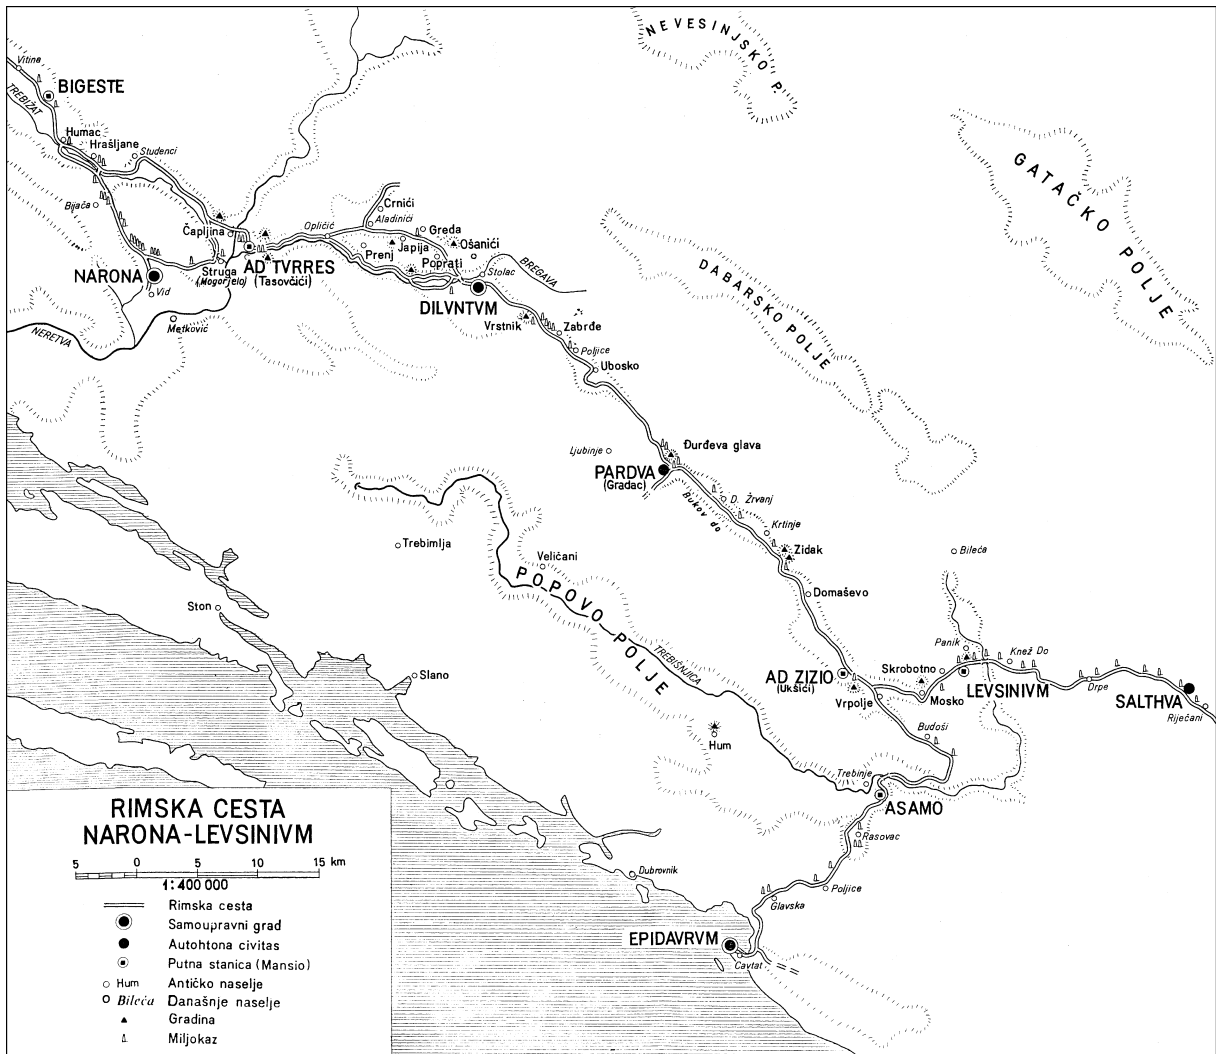 NEVESINJSKO P.
Vitina
BIGESTE
TREBIŽAT
Humac
Hrašljane
Studenci
GATAČKO POLJE
Bijača
Crnići
Aladinići
Čapljina
Opličić
Greda
Japija
Ošanići
Prenj
Poprati
NARONA
Struga
(Mogorjelo)
AD TVRRES
(Tasovčići)
Stolac
BREGAVA
DABARSKO POLJE
Vid
DILVNTVM
NERETVA
Metković
Vrstnik
Zabrđe
Poljice
Ubosko
Ljubinje
Đurđeva glava
PARDVA
(Gradac)
Bukov do
D. Žrvanj
Krtinje
Trebimlja
Zidak
Veličani
Bileća
POPOVO POLJE
Domaševo
Ston
TREBIŠNJICA
Panik
Knež Do
Slano
AD ZIZIO
(Ukšići)
Skrobotno
LEVSINIVM
Drpe
SALTHVA
Vrpolje
Mosko
Riječani
Hum
Budoši
Trebinje
ASAMO
Rasovac
Dubrovnik
Poljice
Glavska
EPIDAVRVM
Cavtat
RIMSKA CESTA
NARONA-LEVSINIVM
5 0 5 10 15 km
1:400 000
Rimska cesta
Samoupravni grad
Autohtona civitas
Putna stanica (Mansio)
Hum Antičko naselje
Bileća Današnje naselje
Gradina
Miljokaz